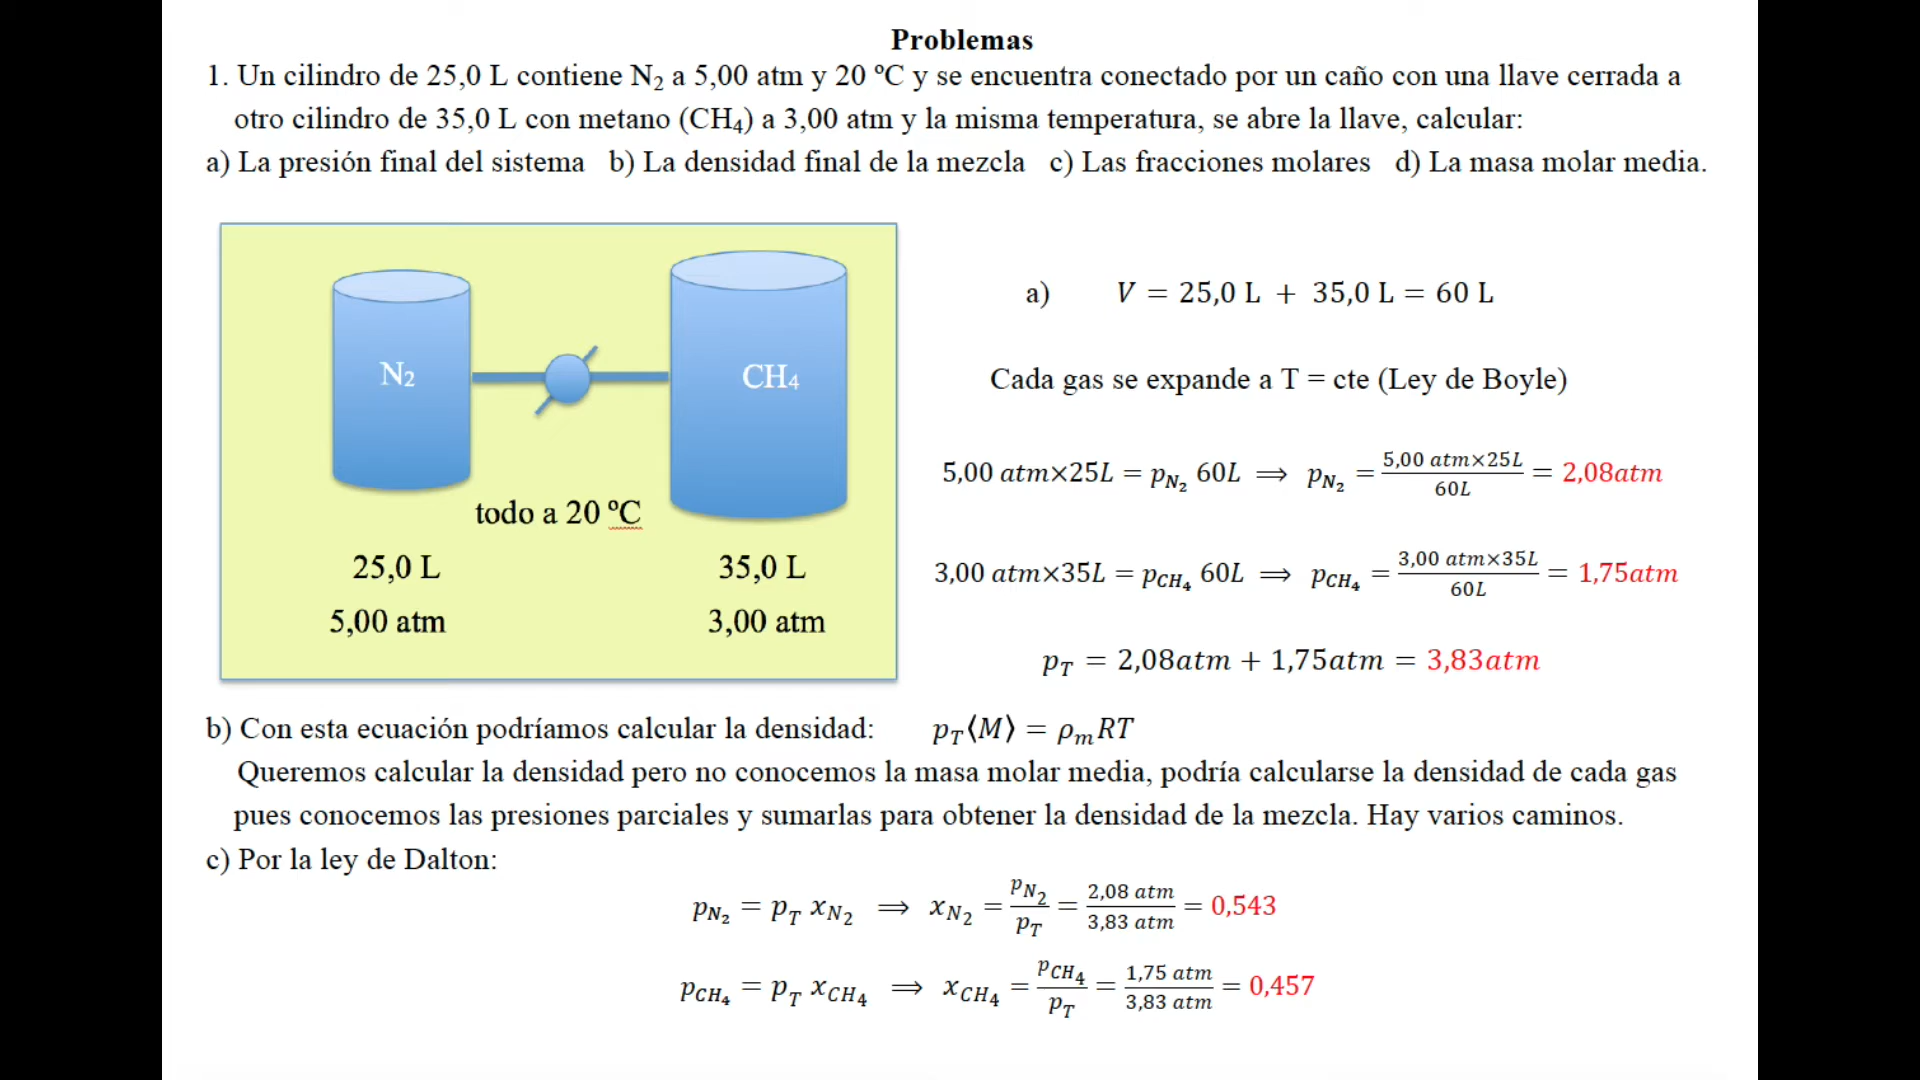 Problemas
1. Un cilindro de 25,0 L contiene N₂ a 5,00 atm y 20 ºC y se encuentra conectado por un caño con una llave cerrada a
otro cilindro de 35,0 L con metano (CH₄) a 3,00 atm y la misma temperatura, se abre la llave, calcular:
a) La presión final del sistema b) La densidad final de la mezcla c) Las fracciones molares d) La masa molar media.
N₂
CH₄
todo a 20 ºC
25,0 L 35,0 L
5,00 atm 3,00 atm
a) V = 25,0 L + 35,0 L = 60 L
Cada gas se expande a T = cte (Ley de Boyle)
5,00 atm×25L = p_N₂ 60L ⟹ p_N₂ = (5,00 atm×25L)/(60L) = 2,08atm
3,00 atm×35L = p_CH₄ 60L ⟹ p_CH₄ = (3,00 atm×35L)/(60L) = 1,75atm
p_T = 2,08atm + 1,75atm = 3,83atm
b) Con esta ecuación podríamos calcular la densidad: p_T⟨M⟩ = ρ_m RT
Queremos calcular la densidad pero no conocemos la masa molar media, podría calcularse la densidad de cada gas
pues conocemos las presiones parciales y sumarlas para obtener la densidad de la mezcla. Hay varios caminos.
c) Por la ley de Dalton:
p_N₂ = p_T x_N₂ ⟹ x_N₂ = p_N₂/p_T = (2,08 atm)/(3,83 atm) = 0,543
p_CH₄ = p_T x_CH₄ ⟹ x_CH₄ = p_CH₄/p_T = (1,75 atm)/(3,83 atm) = 0,457